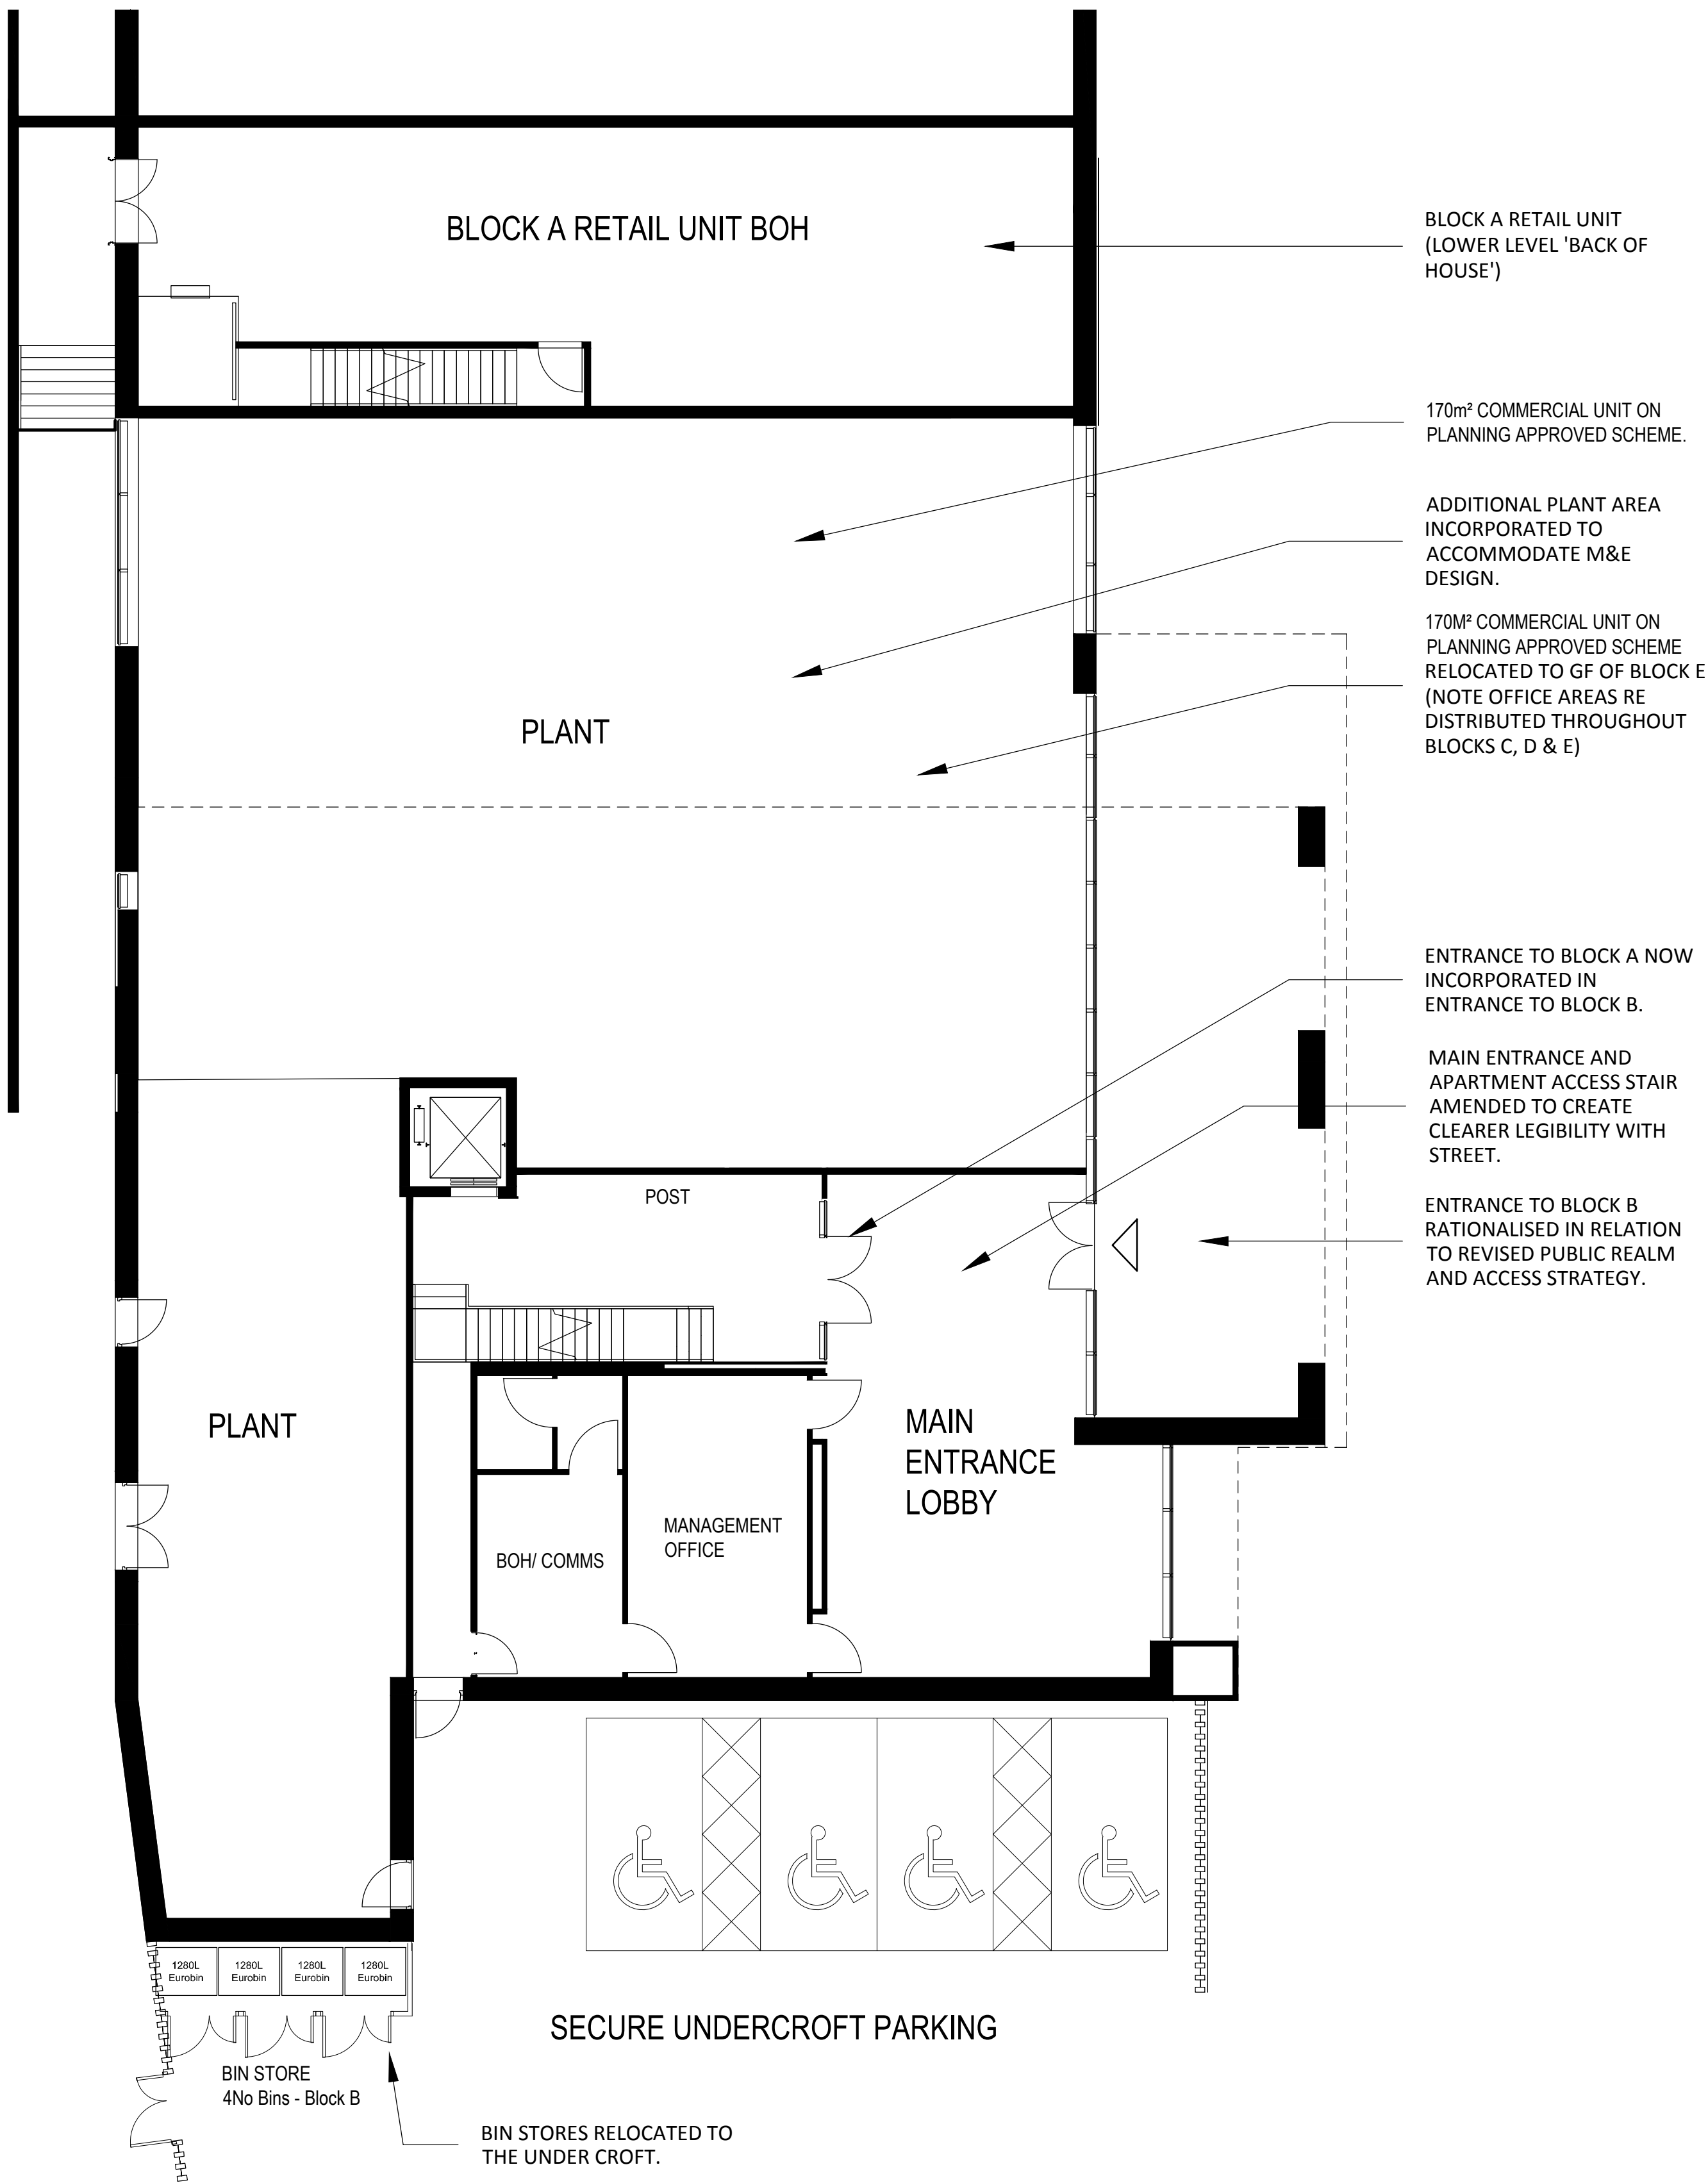 BLOCK A RETAIL UNIT BOH
BLOCK A RETAIL UNIT
(LOWER LEVEL 'BACK OF
HOUSE')
170m² COMMERCIAL UNIT ON
PLANNING APPROVED SCHEME.
ADDITIONAL PLANT AREA
INCORPORATED TO
ACCOMMODATE M&E
DESIGN.
170M² COMMERCIAL UNIT ON
PLANNING APPROVED SCHEME
RELOCATED TO GF OF BLOCK E
(NOTE OFFICE AREAS RE
DISTRIBUTED THROUGHOUT
BLOCKS C, D & E)
PLANT
ENTRANCE TO BLOCK A NOW
INCORPORATED IN
ENTRANCE TO BLOCK B.
MAIN ENTRANCE AND
APARTMENT ACCESS STAIR
AMENDED TO CREATE
CLEARER LEGIBILITY WITH
STREET.
POST
ENTRANCE TO BLOCK B
RATIONALISED IN RELATION
TO REVISED PUBLIC REALM
AND ACCESS STRATEGY.
PLANT
MAIN
ENTRANCE
LOBBY
MANAGEMENT
OFFICE
BOH/ COMMS
1280L
Eurobin
1280L
Eurobin
1280L
Eurobin
1280L
Eurobin
SECURE UNDERCROFT PARKING
BIN STORE
4No Bins - Block B
BIN STORES RELOCATED TO
THE UNDER CROFT.